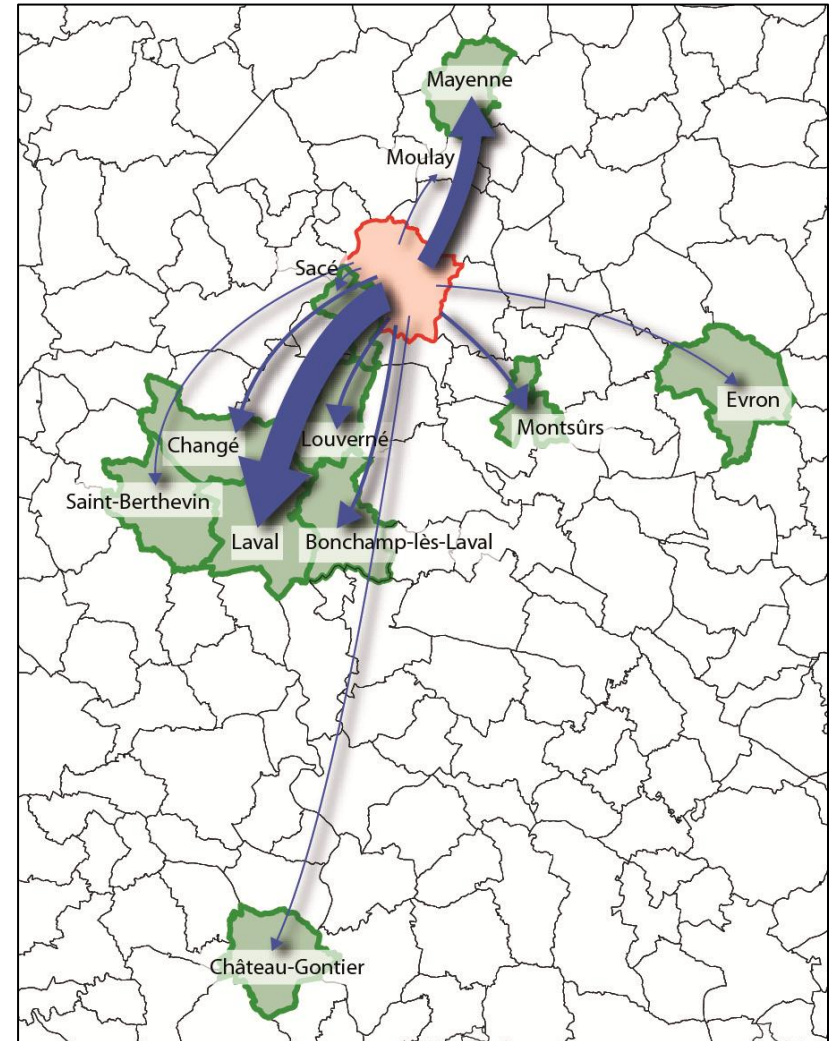 Mayenne
Moulay
Sacé
Evron
Montsûrs
Changé
Louverné
Saint-Berthevin
Laval
Bonchamp-lès-Laval
Château-Gontier